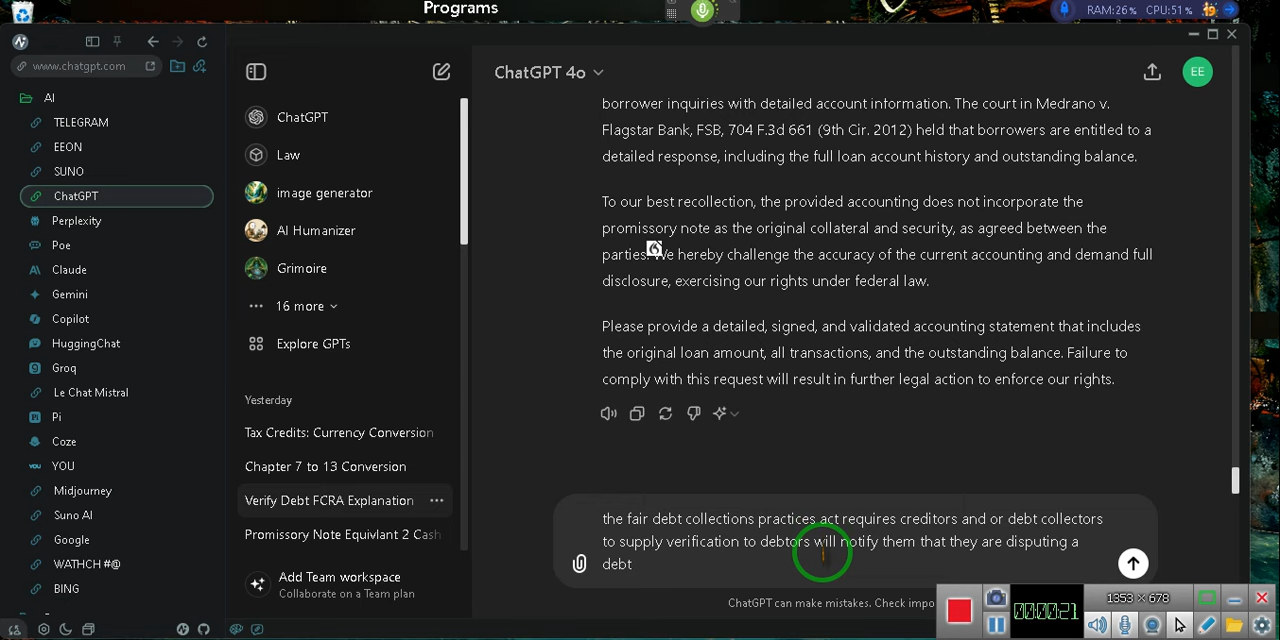 Programs
RAM:26% CPU:51%
www.chatgpt.com
AI
TELEGRAM
EEON
SUNO
ChatGPT
Perplexity
Poe
Claude
Gemini
Copilot
HuggingChat
Groq
Le Chat Mistral
Pi
Coze
YOU
Midjourney
Suno AI
Google
WATHCH #@
BING
ChatGPT
Law
image generator
AI Humanizer
Grimoire
16 more
Explore GPTs
Yesterday
Tax Credits: Currency Conversion
Chapter 7 to 13 Conversion
Verify Debt FCRA Explanation
Promissory Note Equivlant 2 Cash
Add Team workspace
Collaborate on a Team plan
ChatGPT 4o
EE
borrower inquiries with detailed account information. The court in Medrano v.
Flagstar Bank, FSB, 704 F.3d 661 (9th Cir. 2012) held that borrowers are entitled to a
detailed response, including the full loan account history and outstanding balance.
To our best recollection, the provided accounting does not incorporate the
promissory note as the original collateral and security, as agreed between the
parties. We hereby challenge the accuracy of the current accounting and demand full
disclosure, exercising our rights under federal law.
Please provide a detailed, signed, and validated accounting statement that includes
the original loan amount, all transactions, and the outstanding balance. Failure to
comply with this request will result in further legal action to enforce our rights.
the fair debt collections practices act requires creditors and or debt collectors
to supply verification to debtors will notify them that they are disputing a
debt
ChatGPT can make mistakes. Check impo
1353 × 678
00:00:21